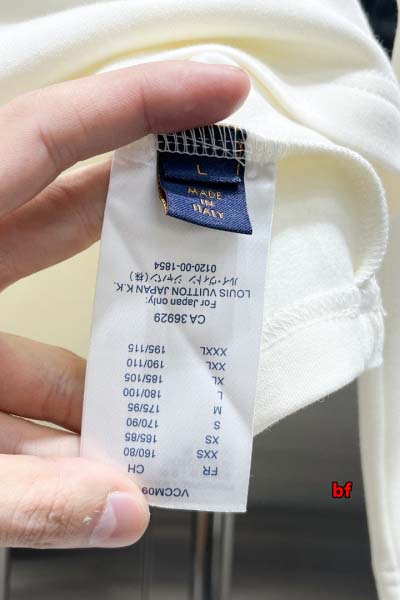 L
MADE
IN
ITALY
VCCM09
FR CH
XXS 160/80
XS 165/85
S 170/90
M 175/95
L 180/100
XL 185/105
XXL 190/110
XXXL 195/115
CA 36929
For Japan only:
LOUIS VUITTON JAPAN K.K.
ルイ・ヴィトン ジャパン(株)
0120-00-1854
bf